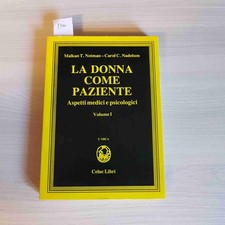 Malkah T. Notman - Carol C. Nadelson
LA DONNA
COME
PAZIENTE
Aspetti medici e psicologici
Volume I
Celuc Libri